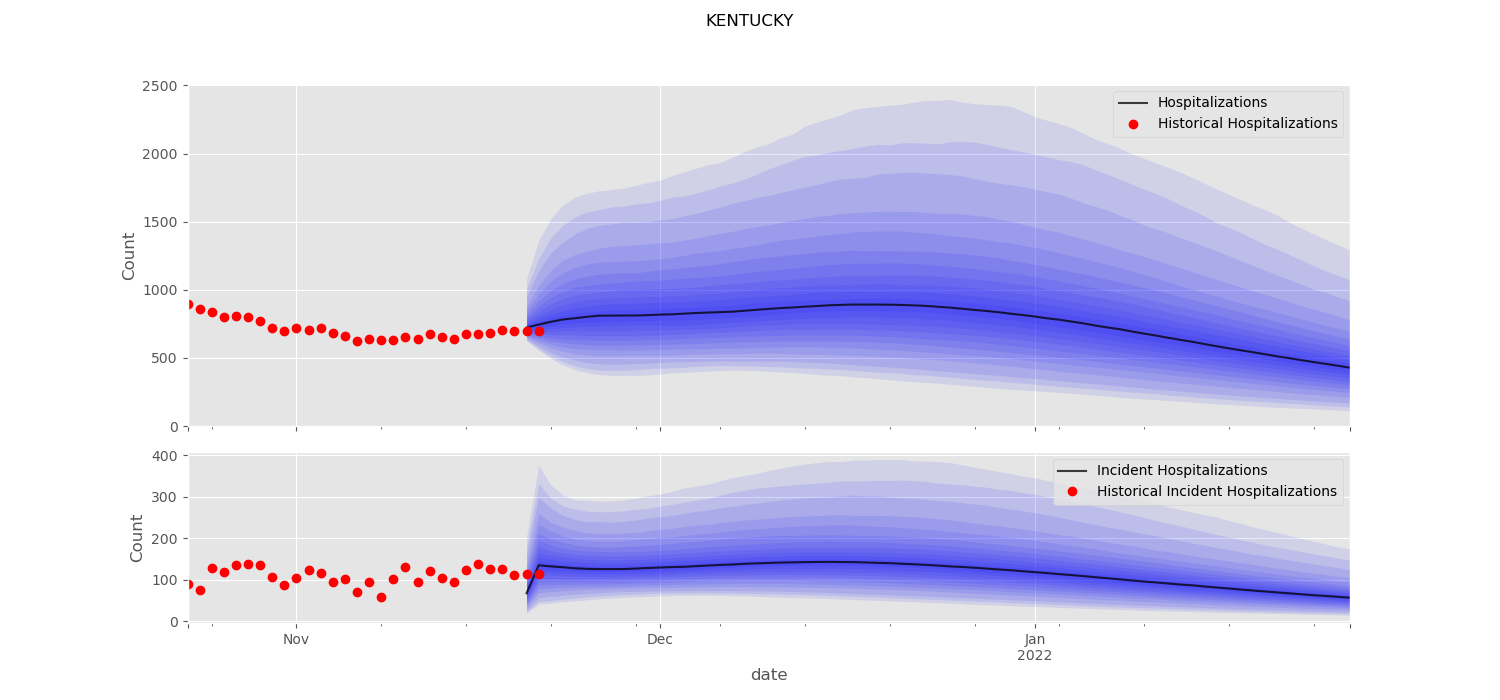 KENTUCKY
2500
2000
1500
1000
500
0
Count
Hospitalizations
Historical Hospitalizations
400
300
200
100
0
Count
Incident Hospitalizations
Historical Incident Hospitalizations
Nov
Dec
Jan
2022
date